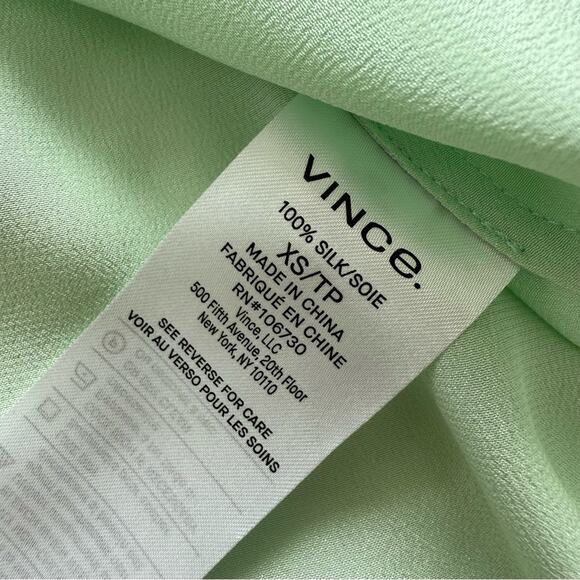 VINCE.
100% SILK/SOIE
XS/TP
MADE IN CHINA
FABRIQUÉ EN CHINE
RN#106730
Vince, LLC
500 Fifth Avenue, 20th Floor
New York, NY 10110
SEE REVERSE FOR CARE
VOIR AU VERSO POUR LES SOINS